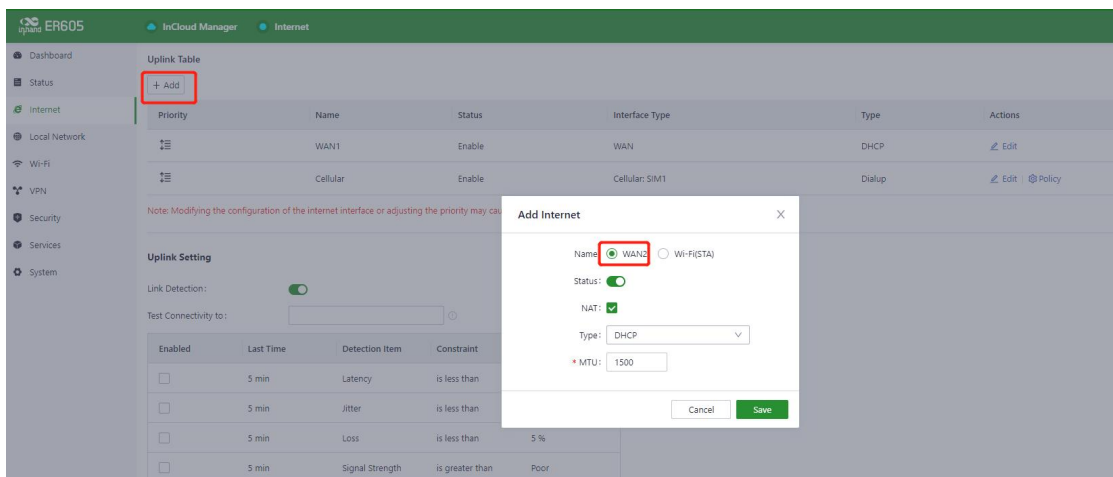 inhand ER605 InCloud Manager Internet
Dashboard
Status
Internet
Local Network
Wi-Fi
VPN
Security
Services
System
Uplink Table
+ Add
Priority Name Status Interface Type Type Actions
WAN1 Enable WAN DHCP Edit
Cellular Enable Cellular: SIM1 Dialup Edit Policy
Note: Modifying the configuration of the internet interface or adjusting the priority may cau
Uplink Setting
Link Detection:
Test Connectivity to:
Enabled Last Time Detection Item Constraint
5 min Latency is less than
5 min Jitter is less than
5 min Loss is less than 5 %
5 min Signal Strength is greater than Poor
Add Internet X
Name WAN2 Wi-Fi(STA)
Status:
NAT:
Type: DHCP
* MTU: 1500
Cancel Save